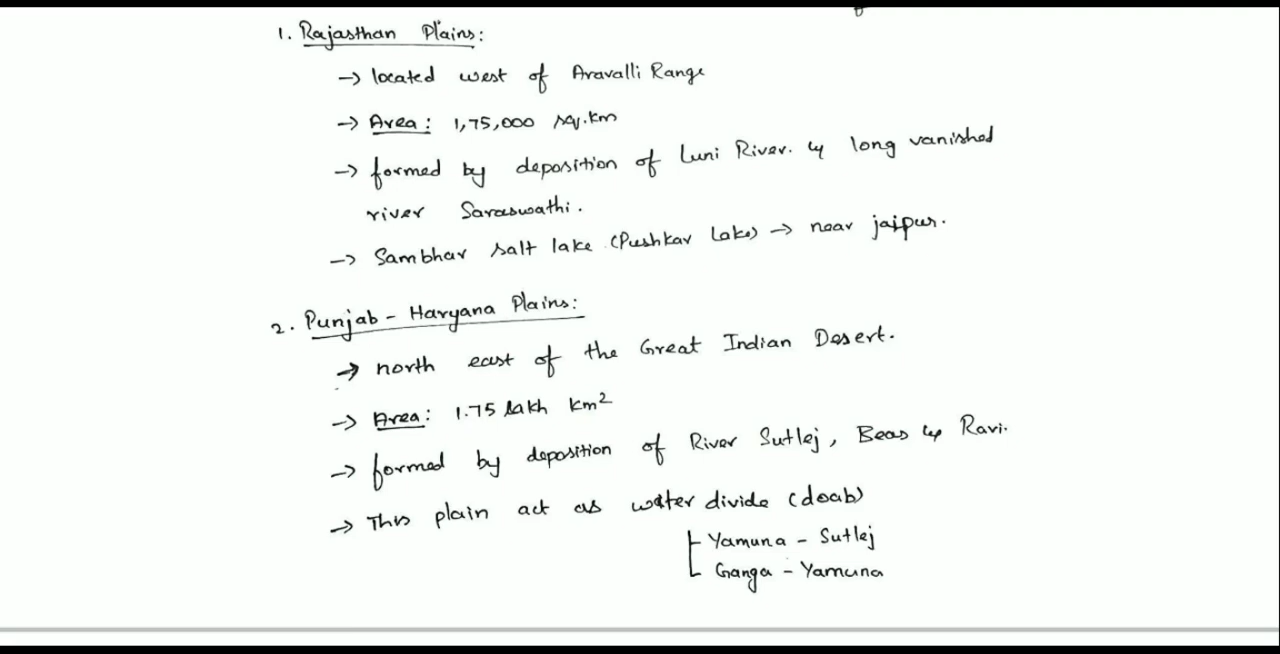 1. Rajasthan Plains:
→ located west of Aravalli Range
→ Area: 1,75,000 sq.km
→ formed by deposition of Luni River. & long vanished
river Saraswathi.
→ Sambhar salt lake (Pushkar Lake) → near jaipur.
2. Punjab - Haryana Plains:
→ north east of the Great Indian Desert.
→ Area: 1.75 lakh km²
→ formed by deposition of River Sutlej, Beas & Ravi.
→ This plain act as water divide (doab)
Yamuna - Sutlej
Ganga - Yamuna